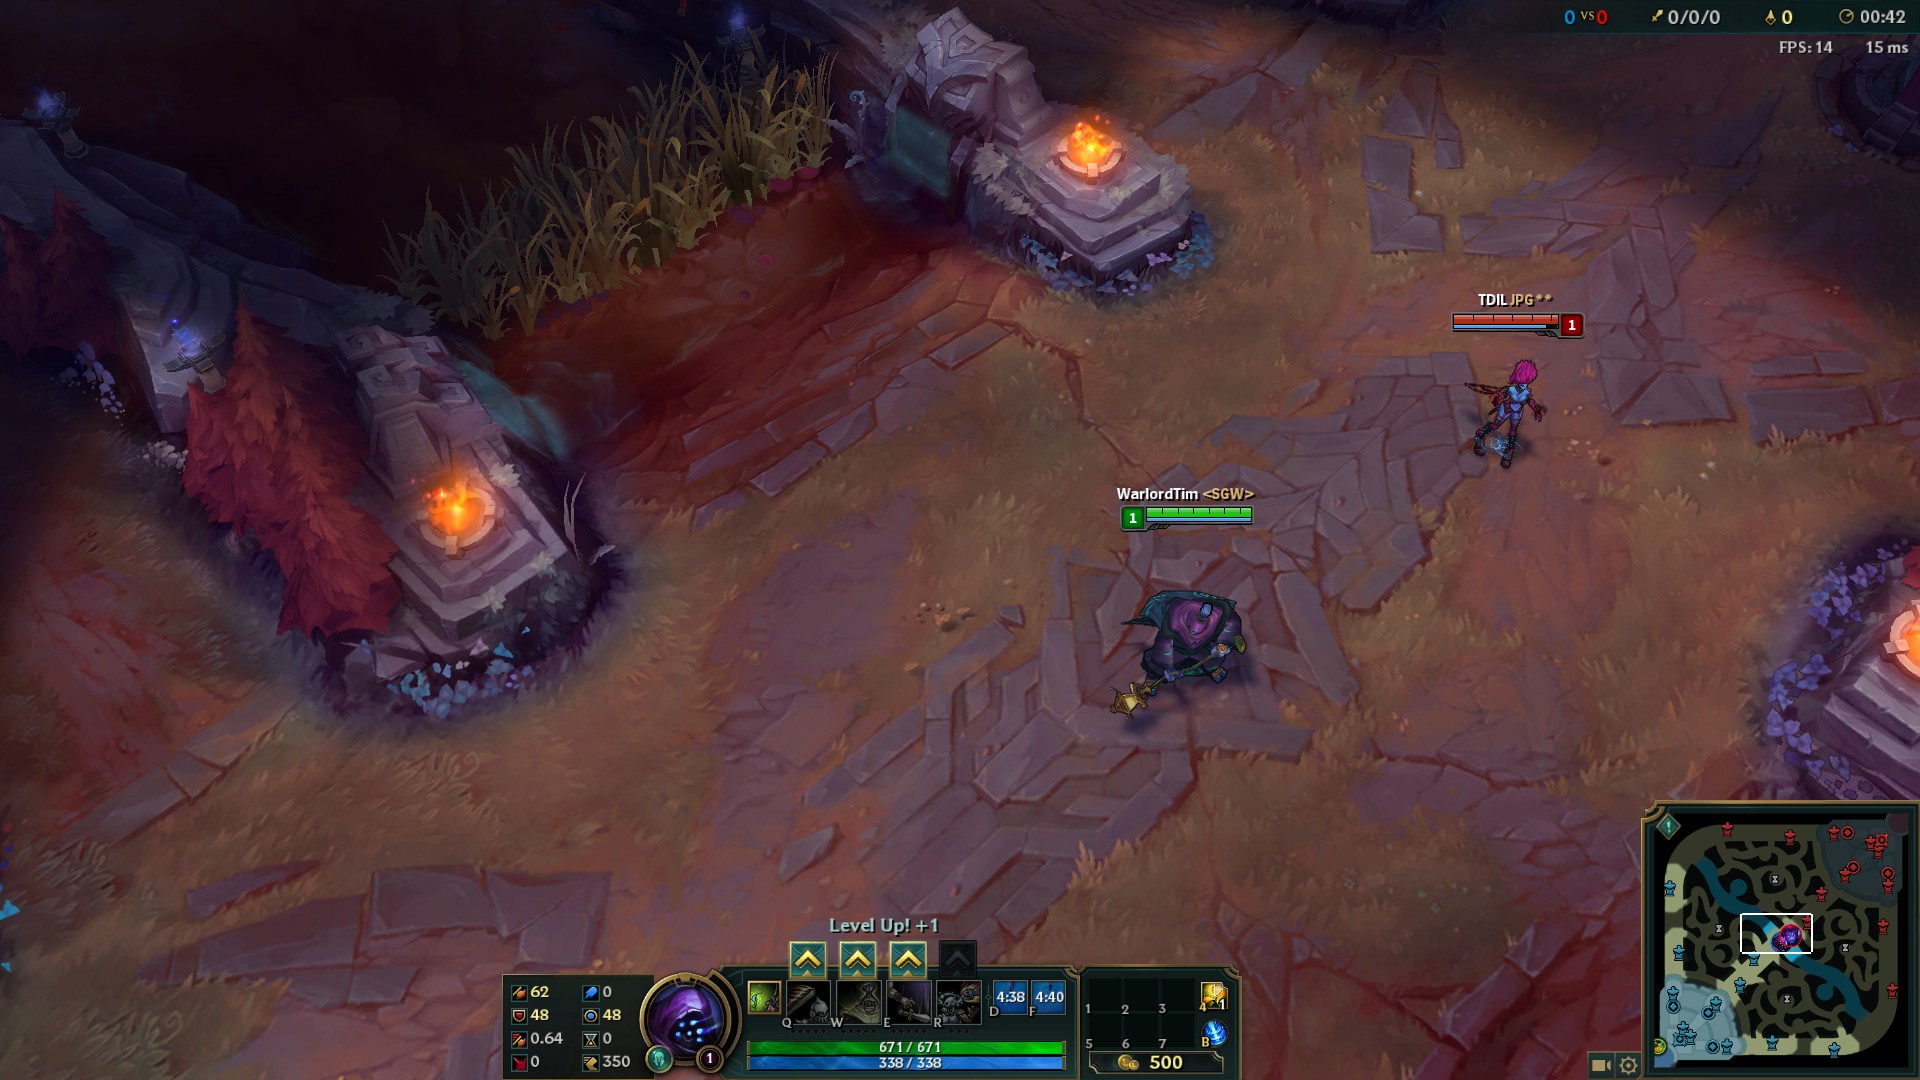 0 VS 0 0/0/0 0 00:42
FPS: 14 15 ms
TDIL JPG**
1
WarlordTim <SGW>
1
Level Up! +1
62 0
48 48
0.64 0
0 350
1
Q W E R
4:38 4:40
D F
671 / 671
338 / 338
1 2 3 4 1
5 6 7 B
500